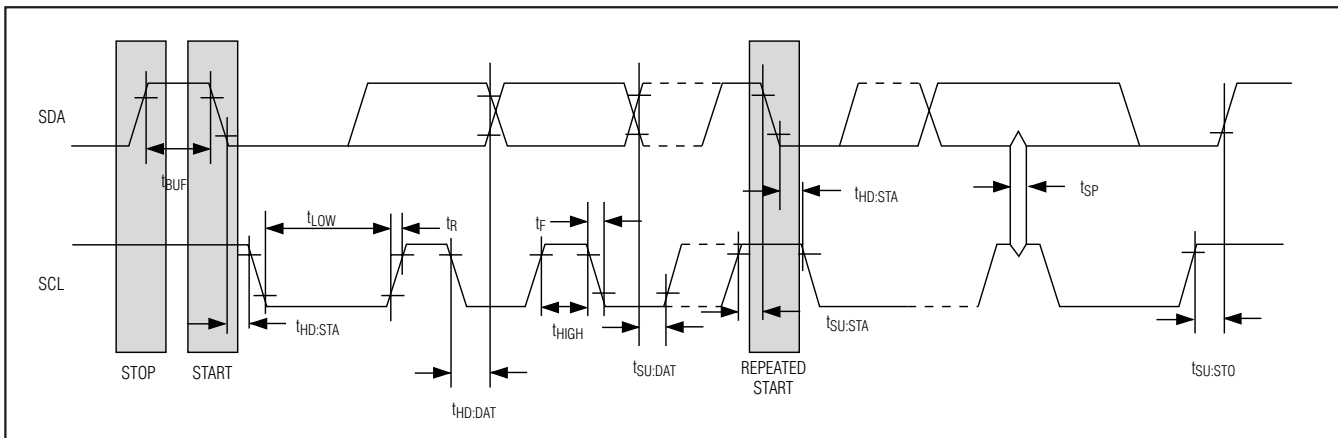 SDA
tBUF
tLOW
tR
tF
tHD:STA
tSP
SCL
tHD:STA
tHIGH
tSU:DAT
tSU:STA
tSU:STO
STOP
START
REPEATED
START
tHD:DAT